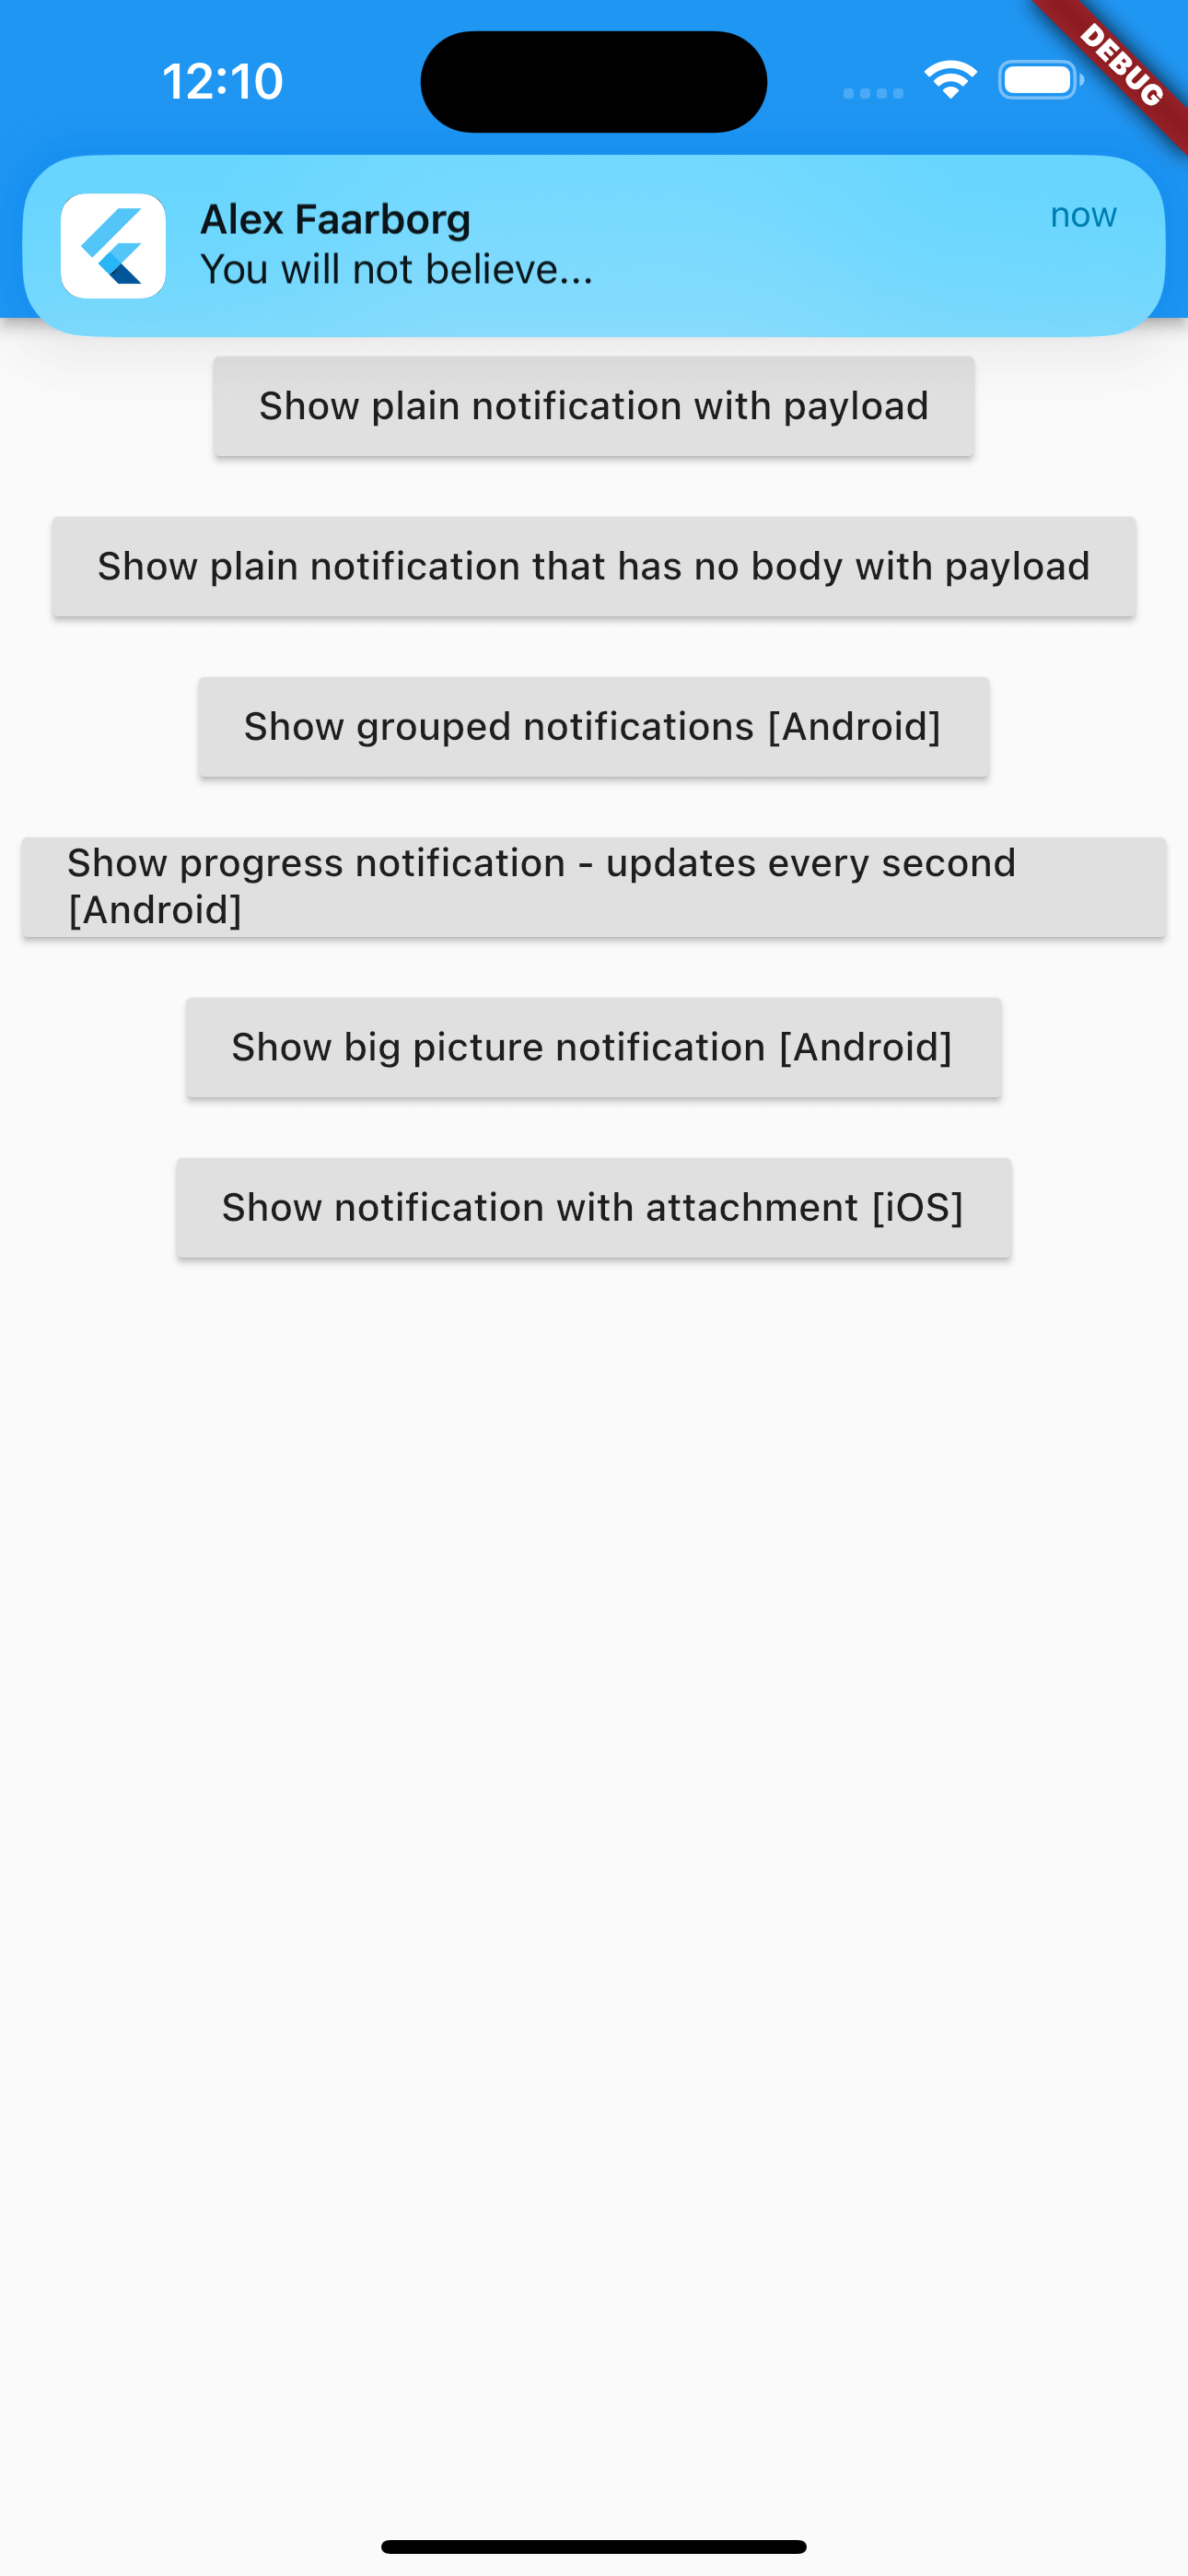 12:10
DEBUG
Alex Faarborg
now
You will not believe...
Show plain notification with payload
Show plain notification that has no body with payload
Show grouped notifications [Android]
Show progress notification - updates every second
[Android]
Show big picture notification [Android]
Show notification with attachment [iOS]